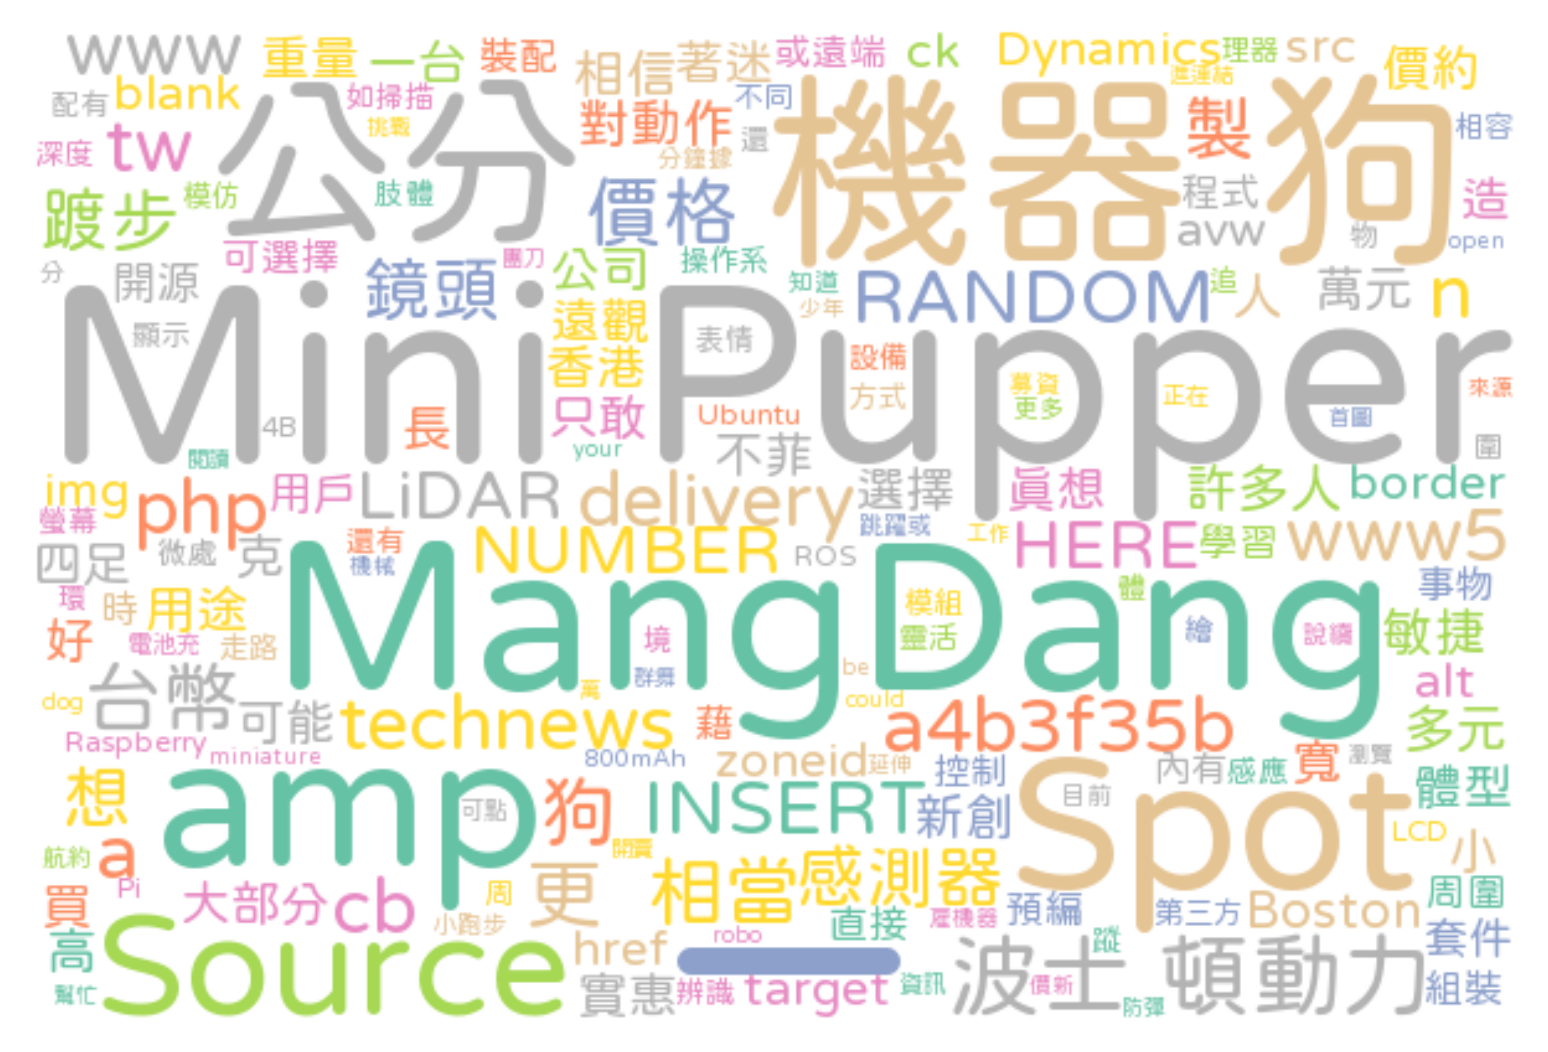 www 重量 一台 裝配 相信 著迷 或遠端 ck Dynamics 理器 src 價約
配有 blank 如掃描 不同 進連結
公分 機器狗
挑戰 對動作 還 製 相容
深度 tw 分鐘據
踱步 模仿 肢體 價格 程式 造
avw 物 open
可選擇 團刀 公司 操作系
分 開源 鏡頭 知道 RANDOM 追 人 萬元 n
顯示 遠觀 少年
Mini Pupper
表情 設備
香港 方式 募資 更多 正在 來源
4B 長 只敢 Ubuntu 首圖
閱讀 your 不菲 圍
img php 用戶 LiDAR delivery 選擇 真想 許多人 border
螢幕 跳躍或
四足 微處 克 還有 機械 NUMBER ROS 工作 HERE 學習 www5
MangDang
環 時 用途 模組 體 事物
好 電池充 走路 境 靈活 繪 說續 敏捷
群舞 be alt
dog 台幣 可能 technews 萬 藉 could a4b3f35b 多元
Raspberry miniature 800mAh zoneid 延伸 控制 內有 感應 寬 瀏覽
想 amp 可點 狗 INSERT 新創 Spot 目前 體型
航約 a 開賣 LCD 小
Pi 相當 感測器
買 大部分 cb 周 更 預編 第三方 Boston 周圍
小跑步 直接 雇機器
高 Source href robo 波士 蹤 頓動力 套件
幫忙 實惠 辨識 target 資訊 價新 防彈 組裝